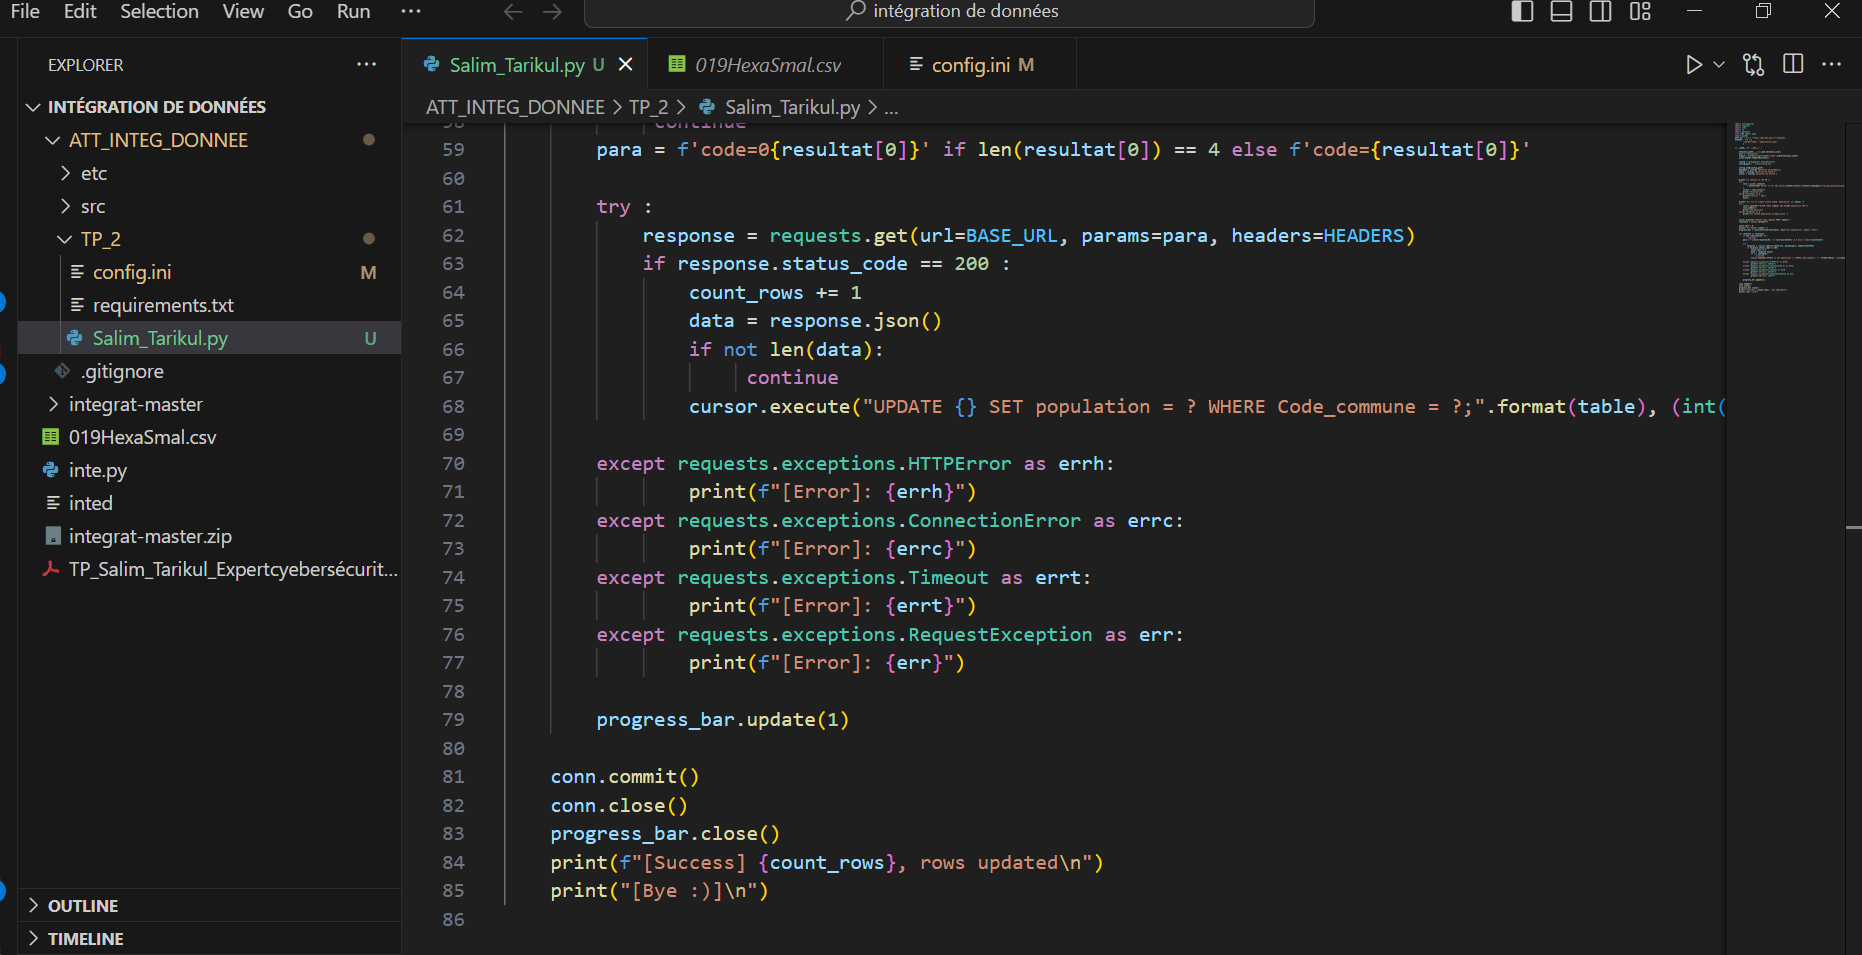 File Edit Selection View Go Run ···
intégration de données
EXPLORER ···
INTÉGRATION DE DONNÉES
ATT_INTEG_DONNEE
etc
src
TP_2
config.ini M
requirements.txt
Salim_Tarikul.py U
.gitignore
integrat-master
019HexaSmal.csv
inte.py
inted
integrat-master.zip
TP_Salim_Tarikul_Expertcyebersécurit...
OUTLINE
TIMELINE
Salim_Tarikul.py U
019HexaSmal.csv
config.ini M
ATT_INTEG_DONNEE > TP_2 > Salim_Tarikul.py > ...
58 continue
59 para = f'code=0{resultat[0]}' if len(resultat[0]) == 4 else f'code={resultat[0]}'
60
61 try :
62 response = requests.get(url=BASE_URL, params=para, headers=HEADERS)
63 if response.status_code == 200 :
64 count_rows += 1
65 data = response.json()
66 if not len(data):
67 continue
68 cursor.execute("UPDATE {} SET population = ? WHERE Code_commune = ?;".format(table), (int(
69
70 except requests.exceptions.HTTPError as errh:
71 print(f"[Error]: {errh}")
72 except requests.exceptions.ConnectionError as errc:
73 print(f"[Error]: {errc}")
74 except requests.exceptions.Timeout as errt:
75 print(f"[Error]: {errt}")
76 except requests.exceptions.RequestException as err:
77 print(f"[Error]: {err}")
78
79 progress_bar.update(1)
80
81 conn.commit()
82 conn.close()
83 progress_bar.close()
84 print(f"[Success] {count_rows}, rows updated\n")
85 print("[Bye :)]\n")
86